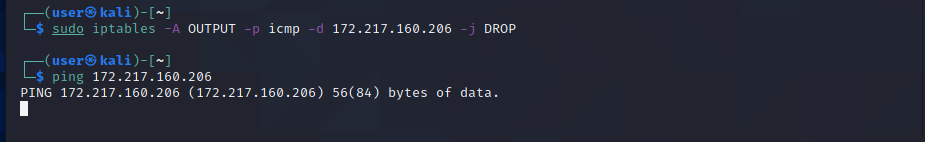 ┌──(user㉿kali)-[~]
└─$ sudo iptables -A OUTPUT -p icmp -d 172.217.160.206 -j DROP
┌──(user㉿kali)-[~]
└─$ ping 172.217.160.206
PING 172.217.160.206 (172.217.160.206) 56(84) bytes of data.